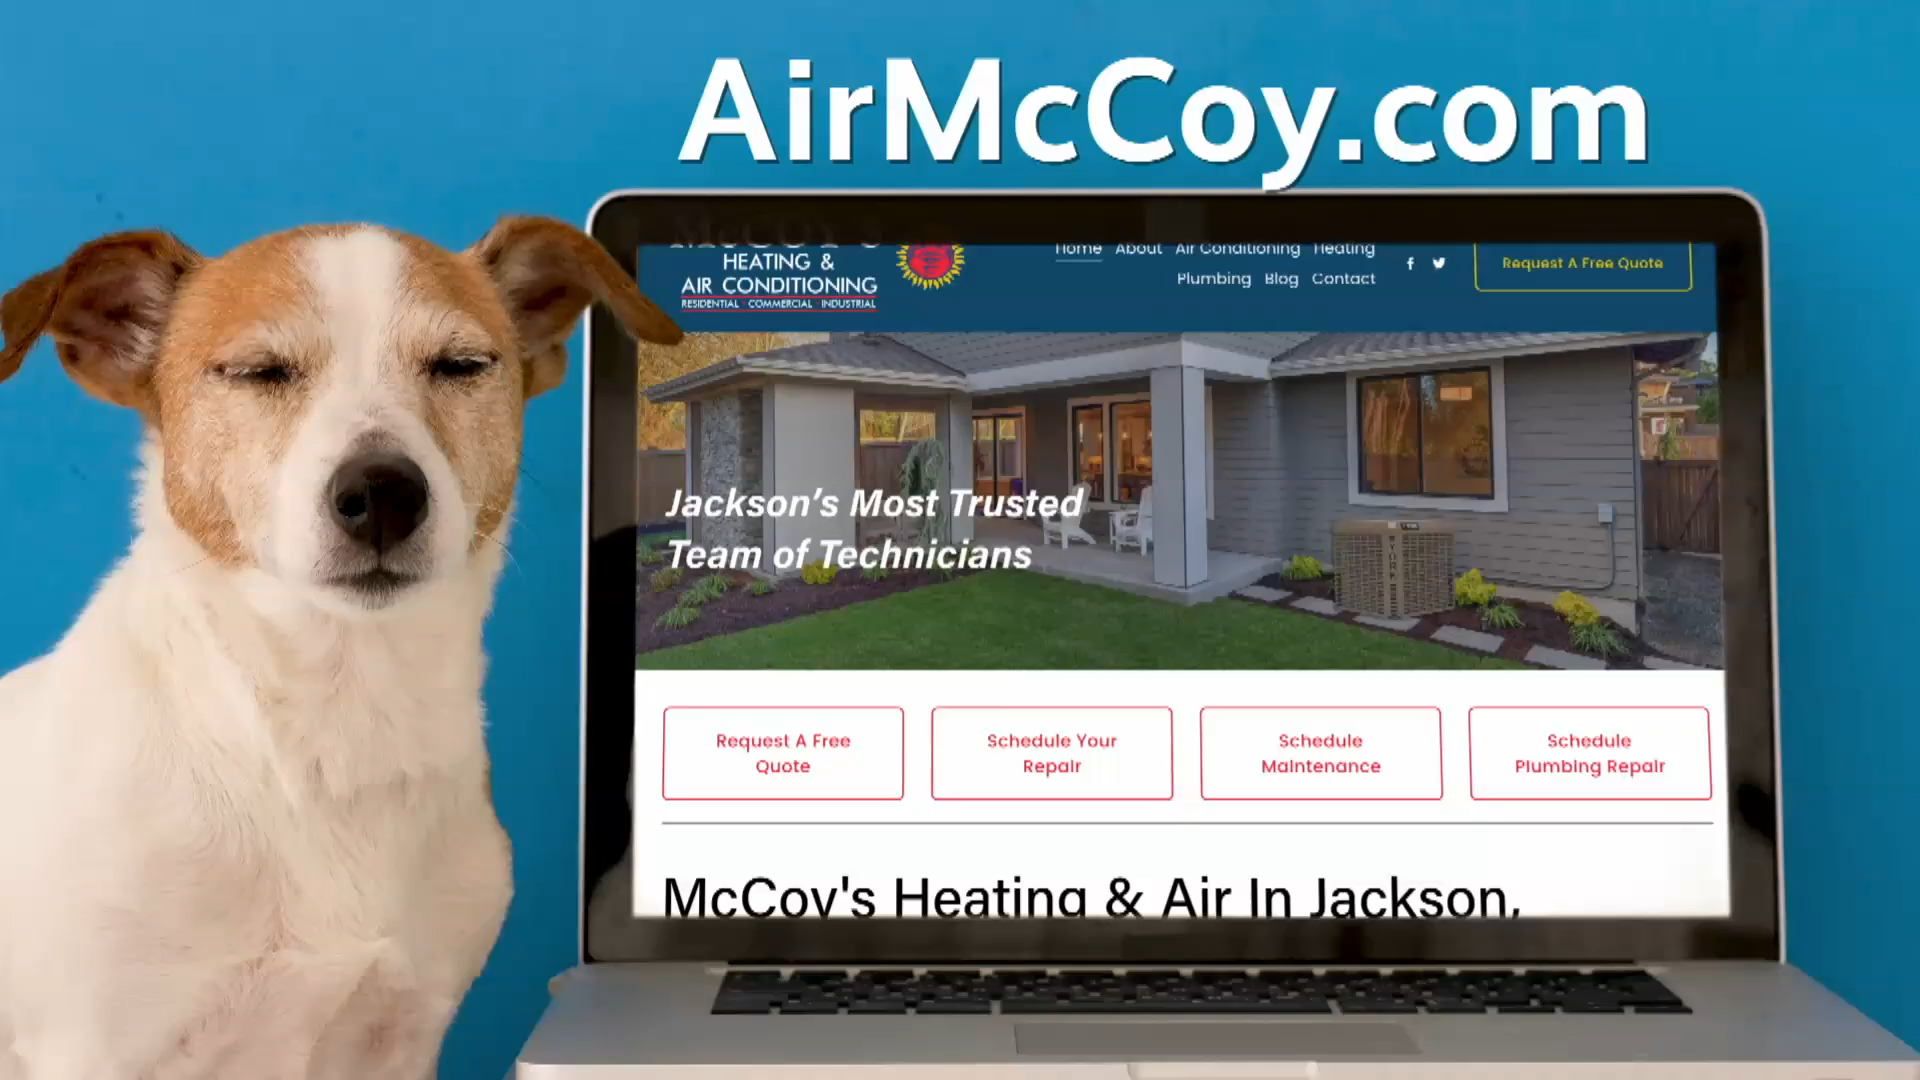 AirMcCoy.com
McCOY'S
HEATING &
AIR CONDITIONING
RESIDENTIAL · COMMERCIAL · INDUSTRIAL
Home About Air Conditioning Heating
Plumbing Blog Contact
Request A Free Quote
Jackson's Most Trusted
Team of Technicians
YORK
Request A Free
Quote
Schedule Your
Repair
Schedule
Maintenance
Schedule
Plumbing Repair
McCoy's Heating & Air In Jackson,